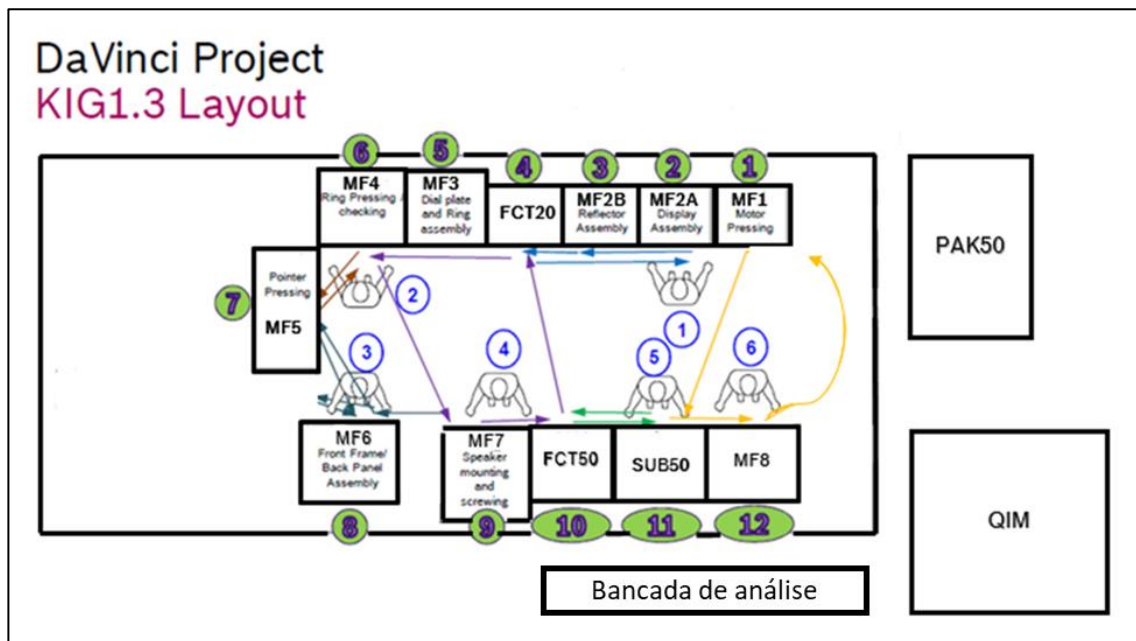 DaVinci Project
KIG1.3 Layout
6
5
4
3
2
1
MF4
Ring Pressing /
checking
MF3
Dial plate
and Ring
assembly
FCT20
MF2B
Reflector
Assembly
MF2A
Display
Assembly
MF1
Motor
Pressing
PAK50
7
Pointer
Pressing
MF5
2
1
3
4
5
6
MF6
Front Frame/
Back Panel
Assembly
MF7
Speaker
mounting
and
screwing
FCT50
SUB50
MF8
QIM
8
9
10
11
12
Bancada de análise